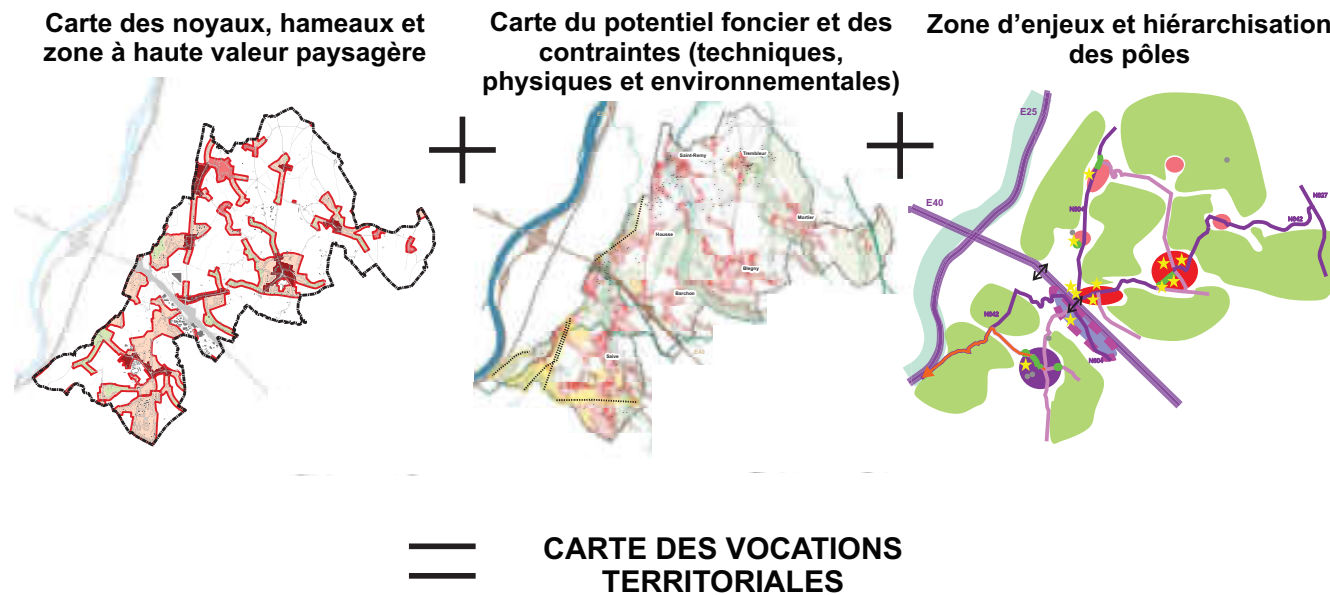 Carte des noyaux, hameaux et
zone à haute valeur paysagère
Carte du potentiel foncier et des
contraintes (techniques,
physiques et environnementales)
Zone d'enjeux et hiérarchisation
des pôles
+
+
Saint-Remy
Trembleur
Mortier
Housse
Blegny
Barchon
Saive
E40
E25
E40
N604
N627
N642
N642
N604
CARTE DES VOCATIONS
TERRITORIALES